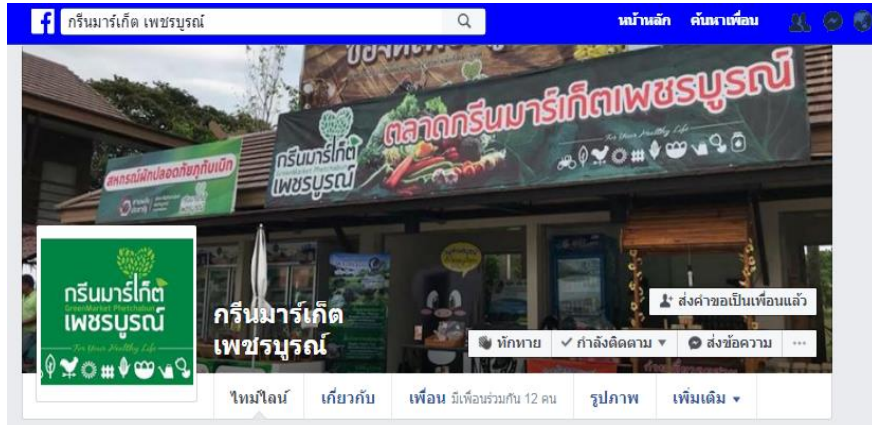 กรีนมาร์เก็ต เพชรบูรณ์
หน้าหลัก ค้นหาเพื่อน
ตลาดกรีนมาร์เก็ตเพชรบูรณ์
For Your Healthy Life
กรีนมาร์เก็ต
GreenMarket Phetchabun
เพชรบูรณ์
สหกรณ์ผักปลอดภัยภูทับเบิก
กรีนมาร์เก็ต
GreenMarket Phetchabun
เพชรบูรณ์
For Your Healthy Life
กรีนมาร์เก็ต
เพชรบูรณ์
ส่งคำขอเป็นเพื่อนแล้ว
ทักทาย กำลังติดตาม ส่งข้อความ ...
ไทม์ไลน์ เกี่ยวกับ เพื่อน มีเพื่อนร่วมกัน 12 คน รูปภาพ เพิ่มเติม